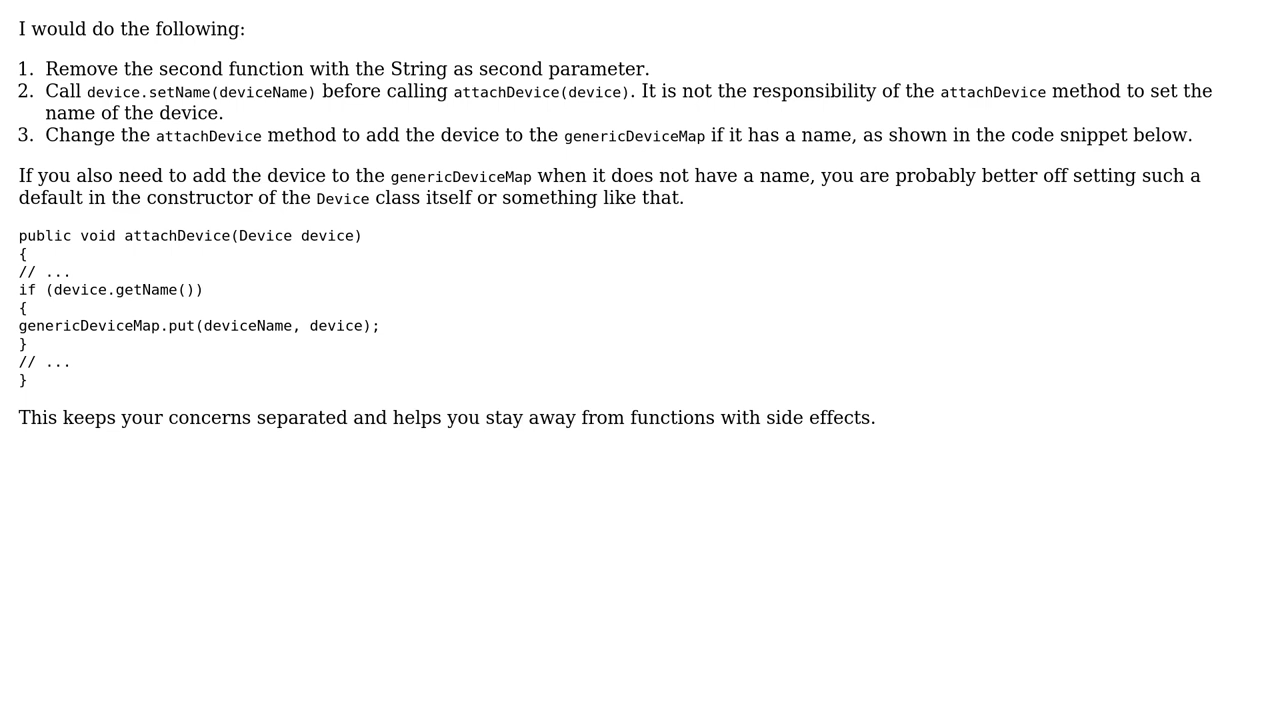 I would do the following:
1. Remove the second function with the String as second parameter.
2. Call device.setName(deviceName) before calling attachDevice(device). It is not the responsibility of the attachDevice method to set the
name of the device.
3. Change the attachDevice method to add the device to the genericDeviceMap if it has a name, as shown in the code snippet below.
If you also need to add the device to the genericDeviceMap when it does not have a name, you are probably better off setting such a
default in the constructor of the Device class itself or something like that.
public void attachDevice(Device device)
{
// ...
if (device.getName())
{
genericDeviceMap.put(deviceName, device);
}
// ...
}
This keeps your concerns separated and helps you stay away from functions with side effects.